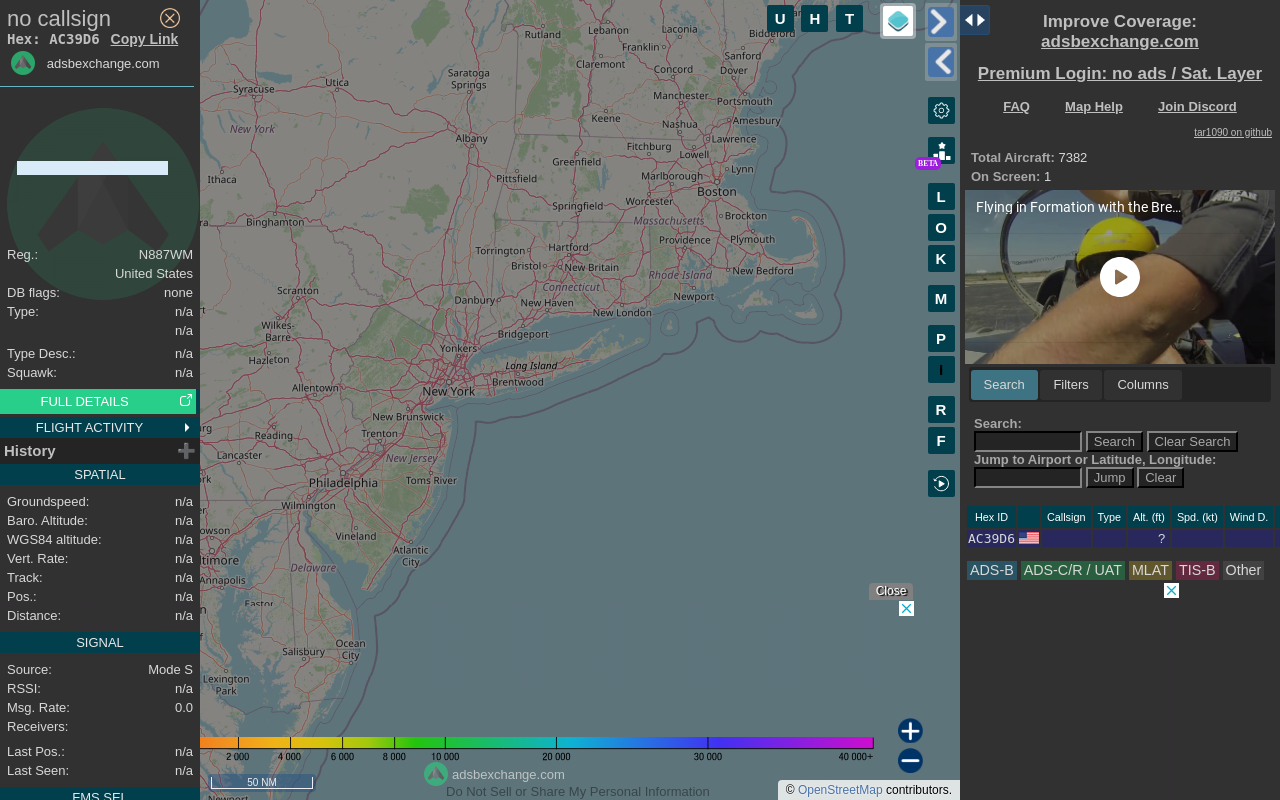 no callsign
Hex: AC39D6 Copy Link
adsbexchange.com
Reg.: N887WM
United States
DB flags: none
Type: n/a
n/a
Type Desc.: n/a
Squawk: n/a
FULL DETAILS
FLIGHT ACTIVITY
History
SPATIAL
Groundspeed: n/a
Baro. Altitude: n/a
WGS84 altitude: n/a
Vert. Rate: n/a
Track: n/a
Pos.: n/a
Distance: n/a
SIGNAL
Source: Mode S
RSSI: n/a
Msg. Rate: 0.0
Receivers:
Last Pos.: n/a
Last Seen: n/a
FMS SEL
U H T
BETA
L
O
K
M
P
I
R
F
Rutland
Lebanon
Laconia
Biddeford
Franklin
Sanford
Claremont
Concord
Dover
Saratoga
Springs
Utica
Syracuse
Manchester
Portsmouth
Keene
Amesbury
Nashua
New York
Albany
Lawrence
Fitchburg
Lowell
Greenfield
Lynn
Ithaca
Pittsfield
Marlborough
Boston
Worcester
Springfield
Massachusetts
Brockton
Binghamton
Torrington
Hartford
Providence
Plymouth
Bristol
New Britain
New Bedford
Rhode Island
Connecticut
Scranton
Danbury
New Haven
Newport
New London
Wilkes-
Barre
Bridgeport
Yonkers
Hazleton
Long Island
Brentwood
Allentown
New York
New Brunswick
Reading
Trenton
Lancaster
New Jersey
Toms River
Philadelphia
Wilmington
Vineland
Atlantic
City
Delaware
Annapolis
Easton
Ocean
City
Salisbury
Lexington
Park
Close
2 000 4 000 6 000 8 000 10 000 20 000 30 000 40 000+
50 NM
adsbexchange.com
Do Not Sell or Share My Personal Information
© OpenStreetMap contributors.
Improve Coverage:
adsbexchange.com
Premium Login: no ads / Sat. Layer
FAQ Map Help Join Discord
tar1090 on github
Total Aircraft: 7382
On Screen: 1
Flying in Formation with the Bre...
Search Filters Columns
Search:
Search Clear Search
Jump to Airport or Latitude, Longitude:
Jump Clear
Hex ID Callsign Type Alt. (ft) Spd. (kt) Wind D.
AC39D6 ?
ADS-B ADS-C/R / UAT MLAT TIS-B Other